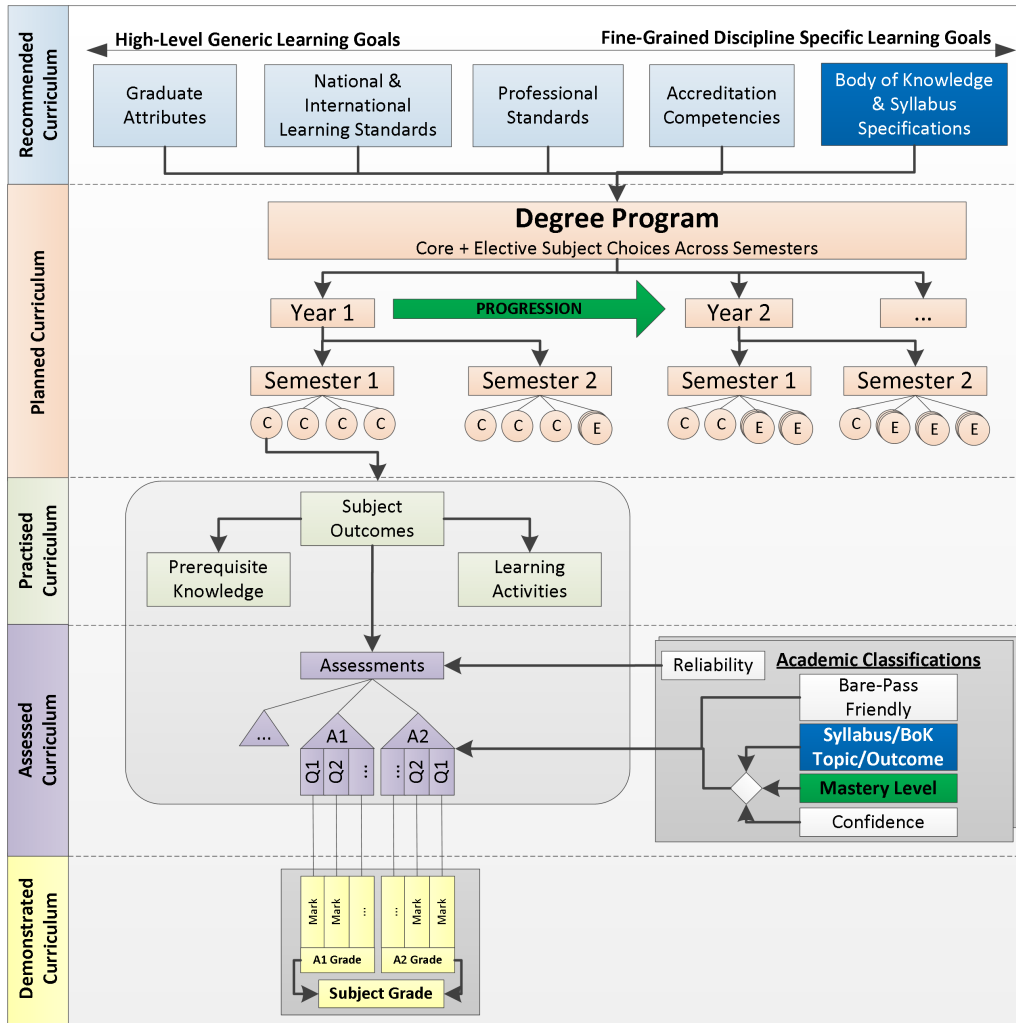 Recommended
Curriculum
High-Level Generic Learning Goals
Fine-Grained Discipline Specific Learning Goals
Graduate
Attributes
National &
International
Learning Standards
Professional
Standards
Accreditation
Competencies
Body of Knowledge
& Syllabus
Specifications
Planned Curriculum
Degree Program
Core + Elective Subject Choices Across Semesters
Year 1
PROGRESSION
Year 2
...
Semester 1
Semester 2
Semester 1
Semester 2
C C C C
C C C E
C C E E
C E E E
Practised
Curriculum
Subject
Outcomes
Prerequisite
Knowledge
Learning
Activities
Assessed
Curriculum
Assessments
...
A1
A2
Q1 Q2 ...
... Q2 Q1
Reliability
Academic Classifications
Bare-Pass
Friendly
Syllabus/BoK
Topic/Outcome
Mastery Level
Confidence
Demonstrated
Curriculum
Mark Mark ...
... Mark Mark
A1 Grade
A2 Grade
Subject Grade